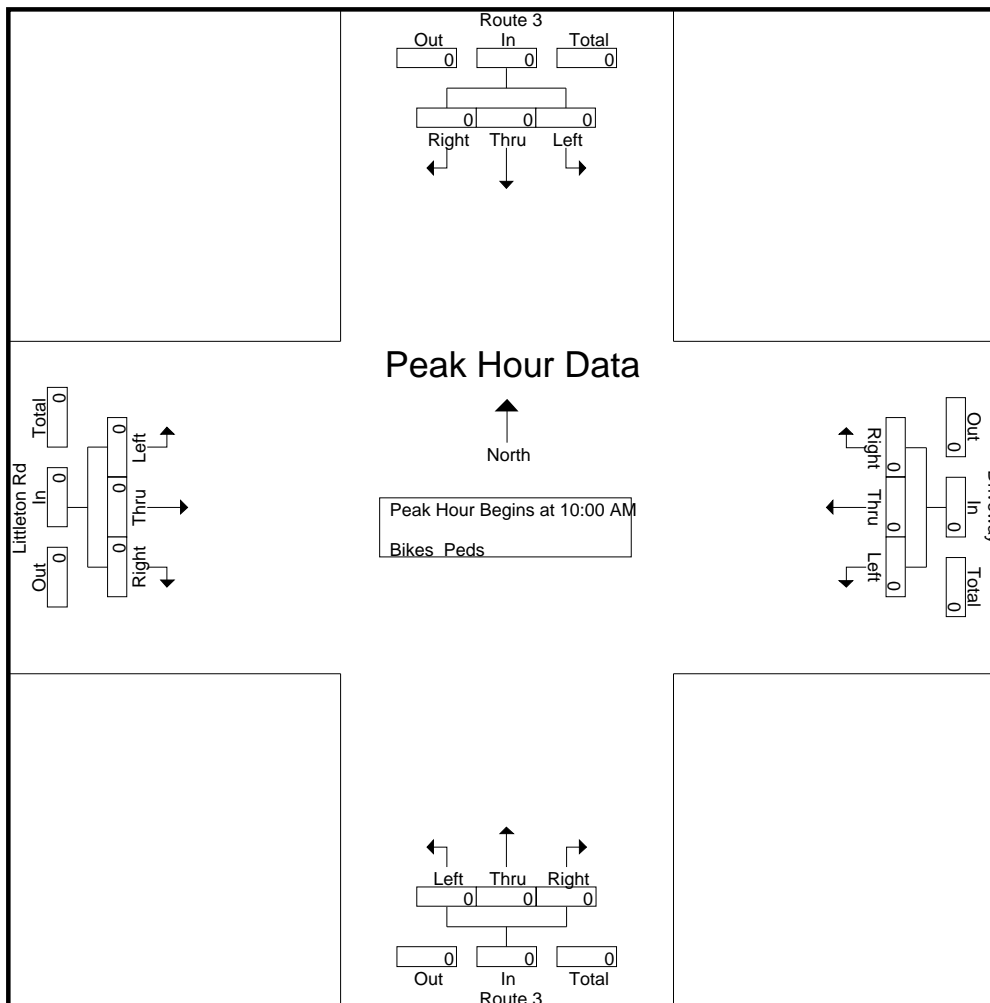 Route 3
Out In Total
0 0 0
0 0 0
Right Thru Left
Peak Hour Data
North
Peak Hour Begins at 10:00 AM
Bikes Peds
Littleton Rd
Total In Out
0 0 0
0 0 0
Left Thru Right
Right Thru Left
0 0 0
0 0 0
Out In Total
Left Thru Right
0 0 0
0 0 0
Out In Total
Route 3